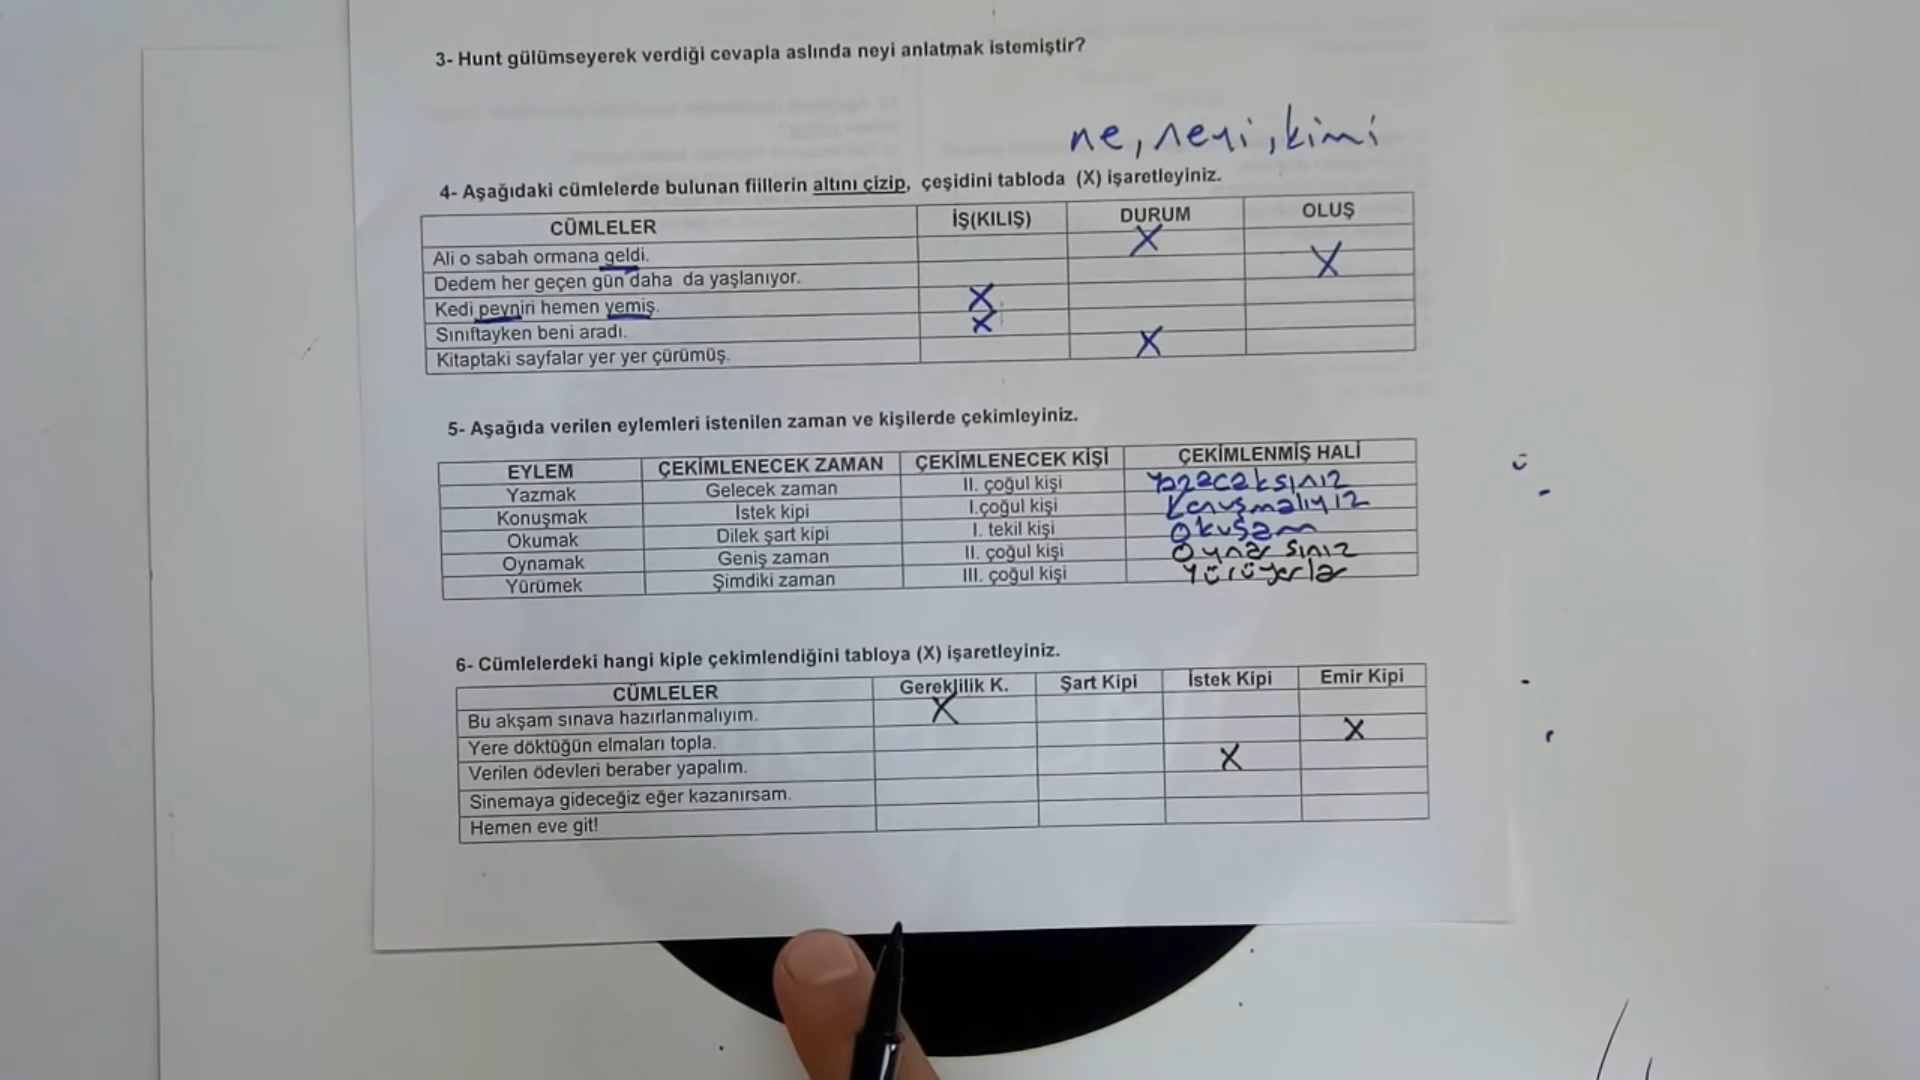 3- Hunt gülümseyerek verdiği cevapla aslında neyi anlatmak istemiştir?
ne, neyi, kimi
4- Aşağıdaki cümlelerde bulunan fiillerin altını çizip, çeşidini tabloda (X) işaretleyiniz.
CÜMLELER İŞ(KILIŞ) DURUM OLUŞ
Ali o sabah ormana geldi. X
Dedem her geçen gün daha da yaşlanıyor. X
Kedi peyniri hemen yemiş. X
Sınıftayken beni aradı. X
Kitaptaki sayfalar yer yer çürümüş. X
5- Aşağıda verilen eylemleri istenilen zaman ve kişilerde çekimleyiniz.
EYLEM ÇEKİMLENECEK ZAMAN ÇEKİMLENECEK KİŞİ ÇEKİMLENMİŞ HALİ
Yazmak Gelecek zaman II. çoğul kişi yazacaksınız
Konuşmak İstek kipi I.çoğul kişi Konuşmalıyız
Okumak Dilek şart kipi I. tekil kişi Okusam
Oynamak Geniş zaman II. çoğul kişi Oynar sınız
Yürümek Şimdiki zaman III. çoğul kişi Yürüyorlar
6- Cümlelerdeki hangi kiple çekimlendiğini tabloya (X) işaretleyiniz.
CÜMLELER Gereklilik K. Şart Kipi İstek Kipi Emir Kipi
Bu akşam sınava hazırlanmalıyım. X
Yere döktüğün elmaları topla. X
Verilen ödevleri beraber yapalım. X
Sinemaya gideceğiz eğer kazanırsam.
Hemen eve git!